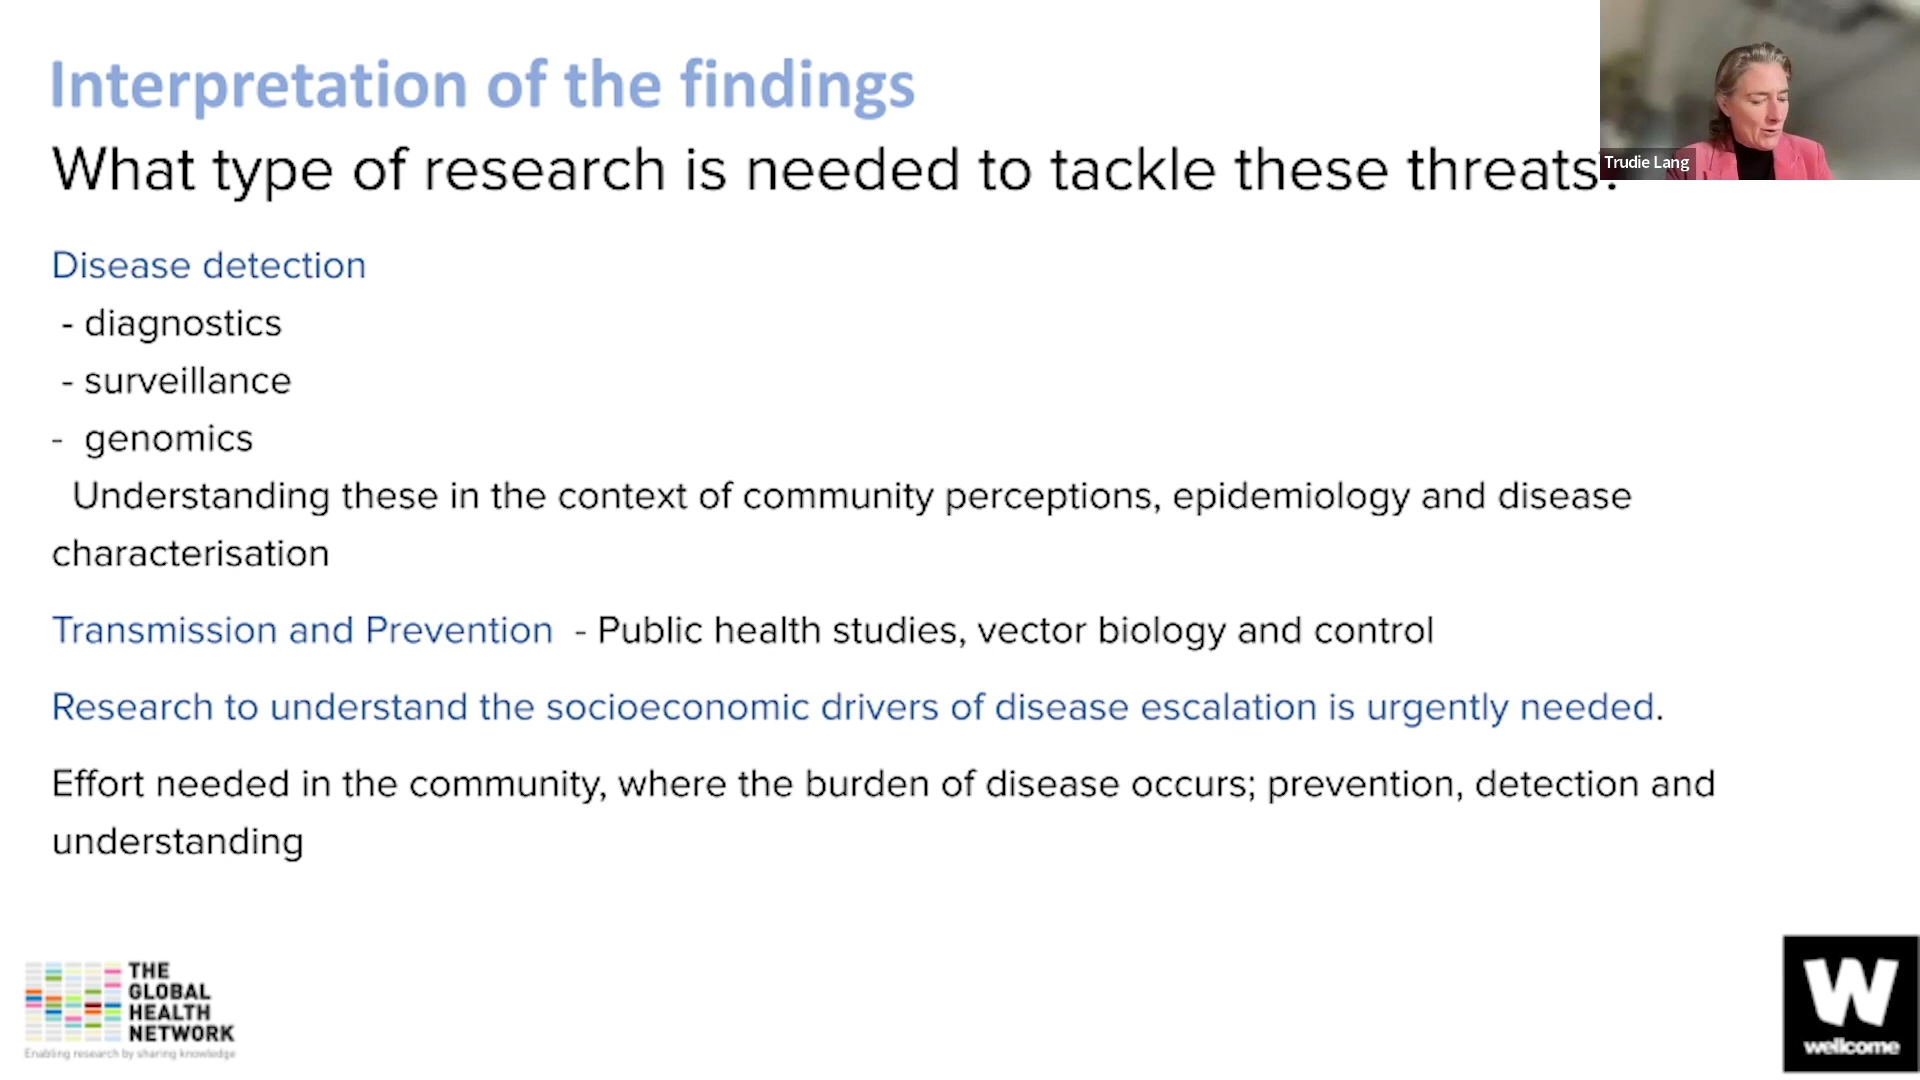 Interpretation of the findings
What type of research is needed to tackle these threats?
Trudie Lang
Disease detection
- diagnostics
- surveillance
- genomics
Understanding these in the context of community perceptions, epidemiology and disease
characterisation
Transmission and Prevention - Public health studies, vector biology and control
Research to understand the socioeconomic drivers of disease escalation is urgently needed.
Effort needed in the community, where the burden of disease occurs; prevention, detection and
understanding
THE
GLOBAL
HEALTH
NETWORK
Enabling research by sharing knowledge
W
wellcome